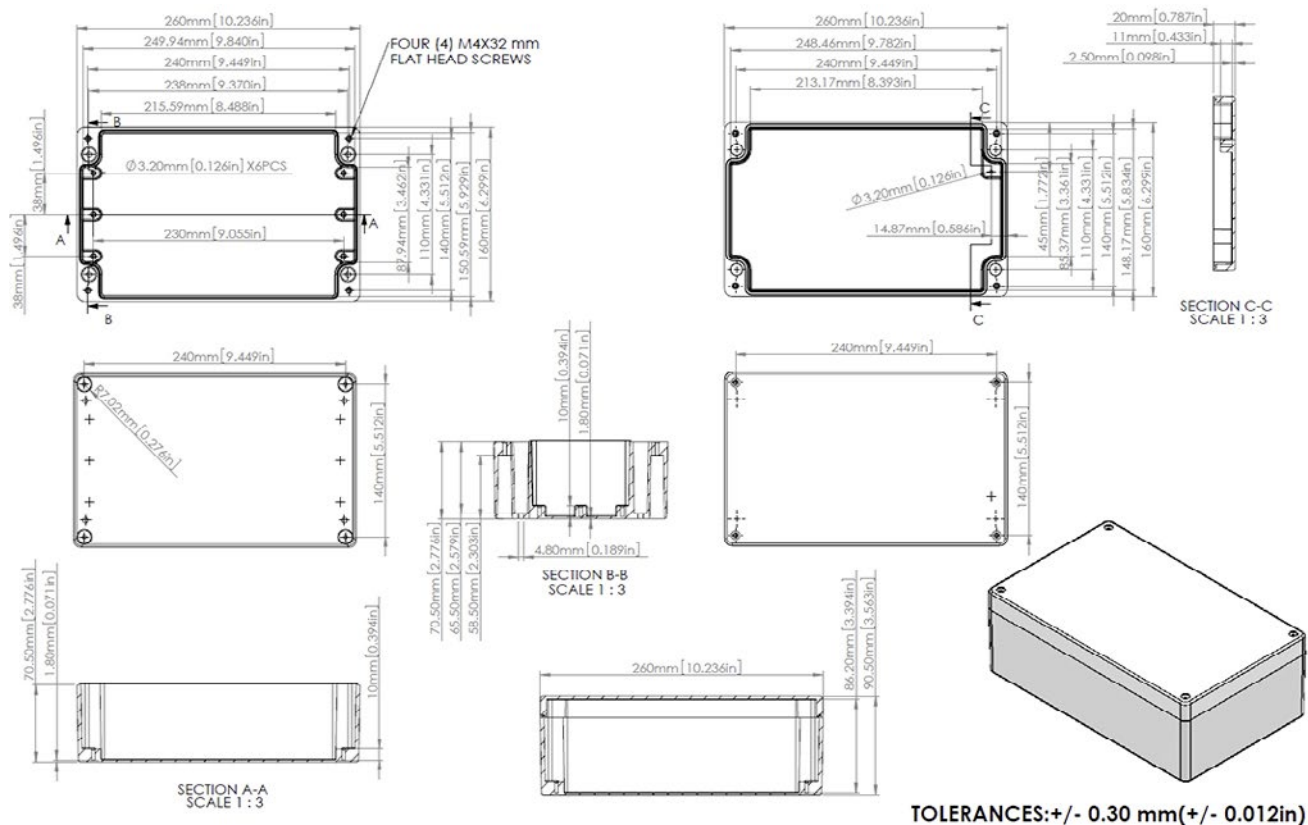 260mm[10.236in]
249.94mm[9.840in]
240mm[9.449in]
238mm[9.370in]
215.59mm[8.488in]
FOUR (4) M4X32 mm
FLAT HEAD SCREWS
B
Ø3.20mm[0.126in] X6PCS
38mm[1.496in]
38mm[1.496in]
A
A
230mm[9.055in]
87.94mm[3.462in]
110mm[4.331in]
140mm[5.512in]
150.59mm[5.929in]
160mm[6.299in]
B
260mm[10.236in]
248.46mm[9.782in]
240mm[9.449in]
213.17mm[8.393in]
C
Ø3.20mm[0.126in]
14.87mm[0.586in]
45mm[1.772in]
85.37mm[3.361in]
110mm[4.331in]
140mm[5.512in]
148.17mm[5.834in]
160mm[6.299in]
C
20mm[0.787in]
11mm[0.433in]
2.50mm[0.098in]
SECTION C-C
SCALE 1 : 3
240mm[9.449in]
R7.02mm[0.276in]
140mm[5.512in]
10mm[0.394in]
1.80mm[0.071in]
70.50mm[2.776in]
65.50mm[2.579in]
58.50mm[2.303in]
4.80mm[0.189in]
SECTION B-B
SCALE 1 : 3
240mm[9.449in]
140mm[5.512in]
70.50mm[2.776in]
1.80mm[0.071in]
10mm[0.394in]
SECTION A-A
SCALE 1 : 3
260mm[10.236in]
86.20mm[3.394in]
90.50mm[3.563in]
TOLERANCES:+/- 0.30 mm(+/- 0.012in)